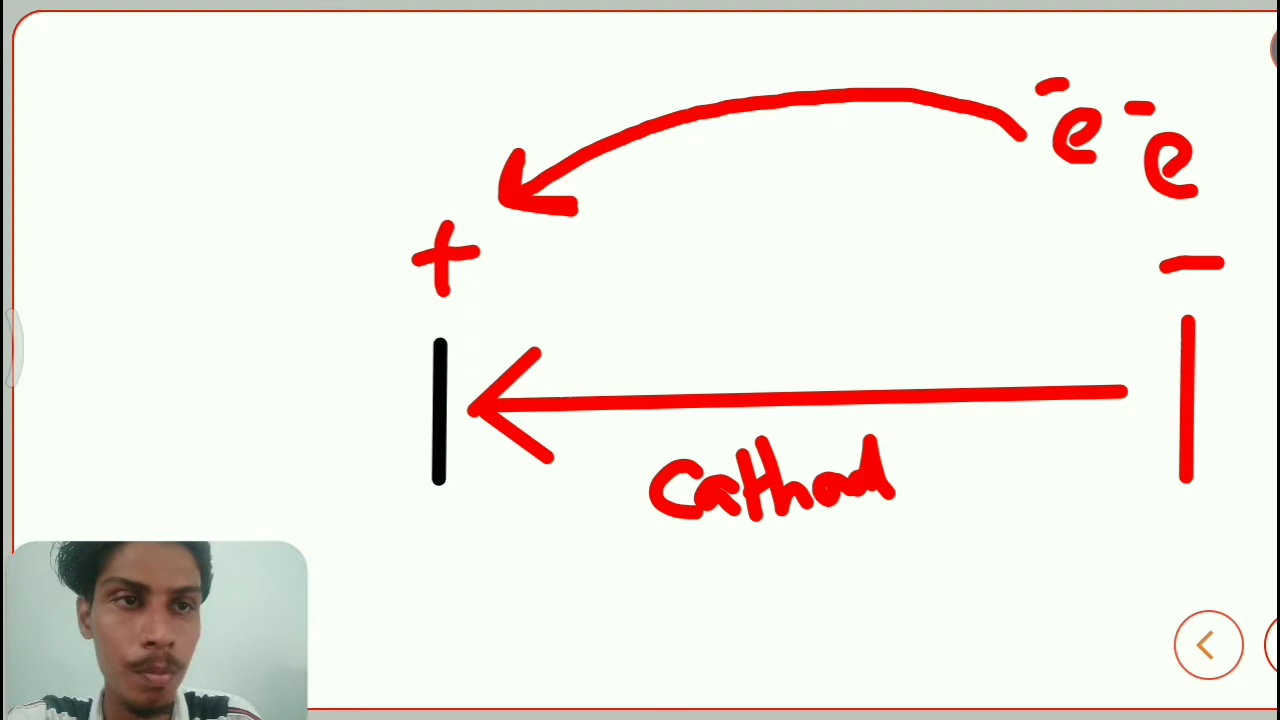 e⁻ e⁻
+ −
Cathod